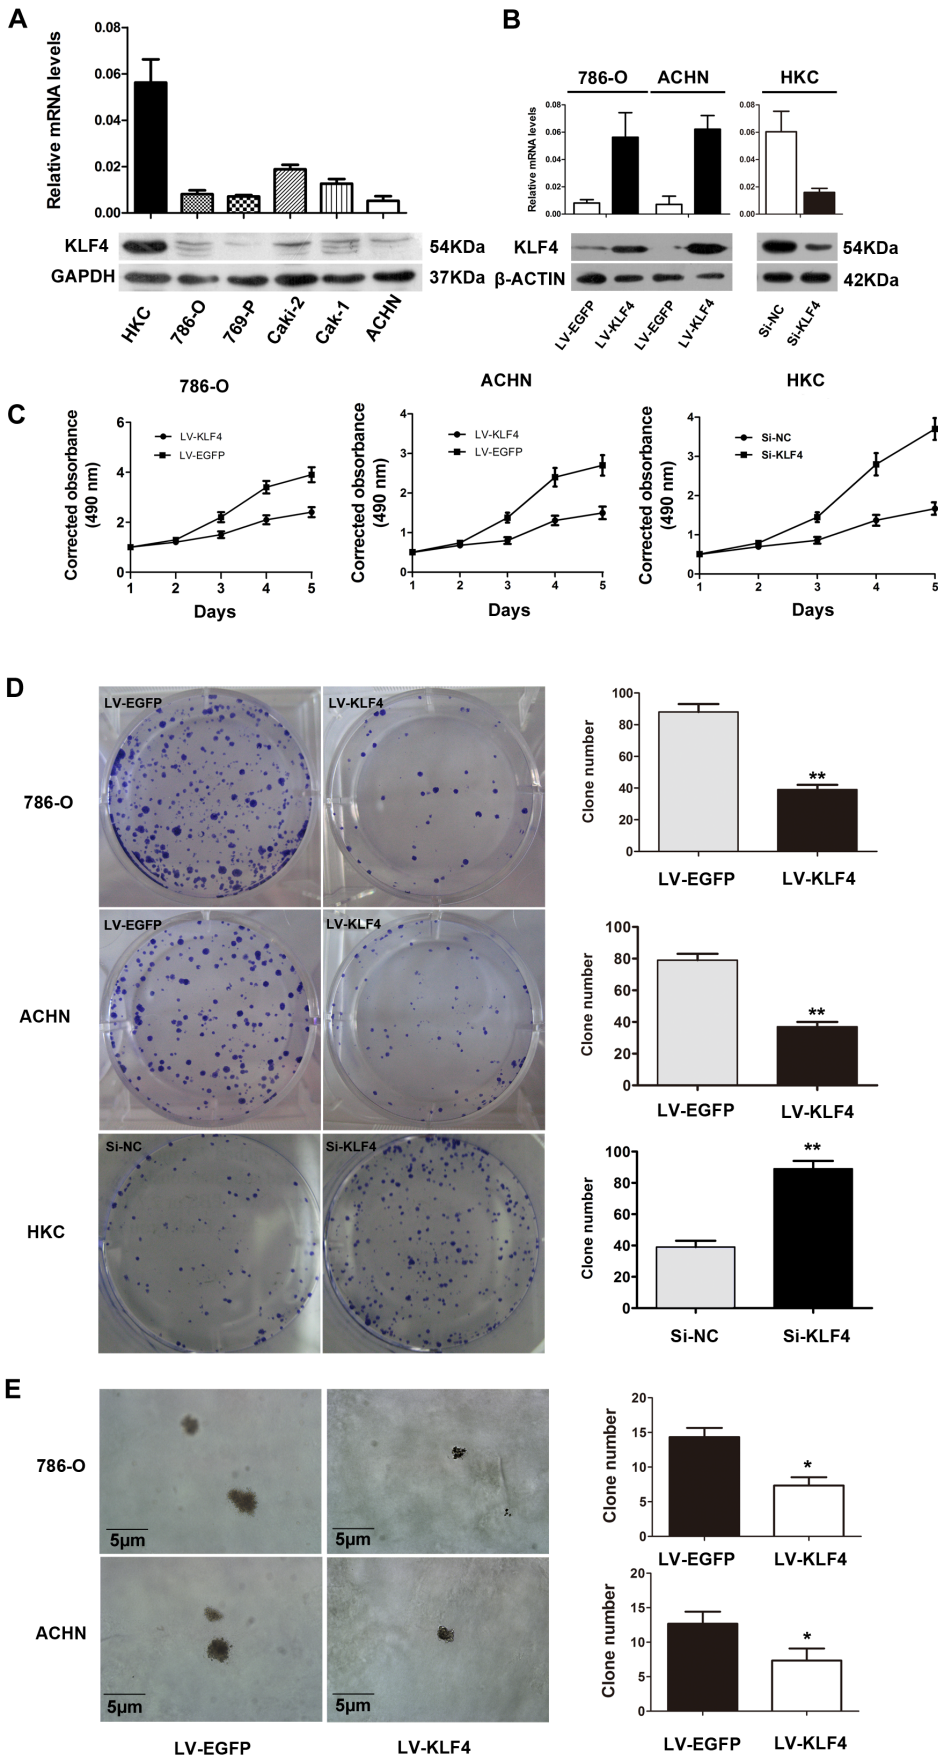 A
Relative mRNA levels
0.08
0.06
0.04
0.02
0.00
KLF4
54KDa
GAPDH
37KDa
HKC
786-O
769-P
Caki-2
Cak-1
ACHN
B
786-O
ACHN
HKC
Relative mRNA levels
0.08
0.06
0.04
0.02
0.00
0.08
0.06
0.04
0.02
0.00
KLF4
54KDa
β-ACTIN
42KDa
LV-EGFP
LV-KLF4
LV-EGFP
LV-KLF4
Si-NC
Si-KLF4
C
786-O
Corrected absorbance
(490 nm)
6
4
2
0
LV-KLF4
LV-EGFP
1 2 3 4 5
Days
ACHN
Corrected obsorbance
(490 nm)
4
3
2
1
0
LV-KLF4
LV-EGFP
1 2 3 4 5
Days
HKC
Corrected obsorbance
(490 nm)
4
3
2
1
0
Si-NC
Si-KLF4
1 2 3 4 5
Days
D
786-O
LV-EGFP
LV-KLF4
Clone number
100
80
60
40
20
0
**
LV-EGFP
LV-KLF4
ACHN
LV-EGFP
LV-KLF4
Clone number
100
80
60
40
20
0
**
LV-EGFP
LV-KLF4
HKC
Si-NC
Si-KLF4
Clone number
100
80
60
40
20
0
**
Si-NC
Si-KLF4
E
786-O
5µm
5µm
Clone number
20
15
10
5
0
*
LV-EGFP
LV-KLF4
ACHN
5µm
5µm
Clone number
20
15
10
5
0
*
LV-EGFP
LV-KLF4
LV-EGFP
LV-KLF4